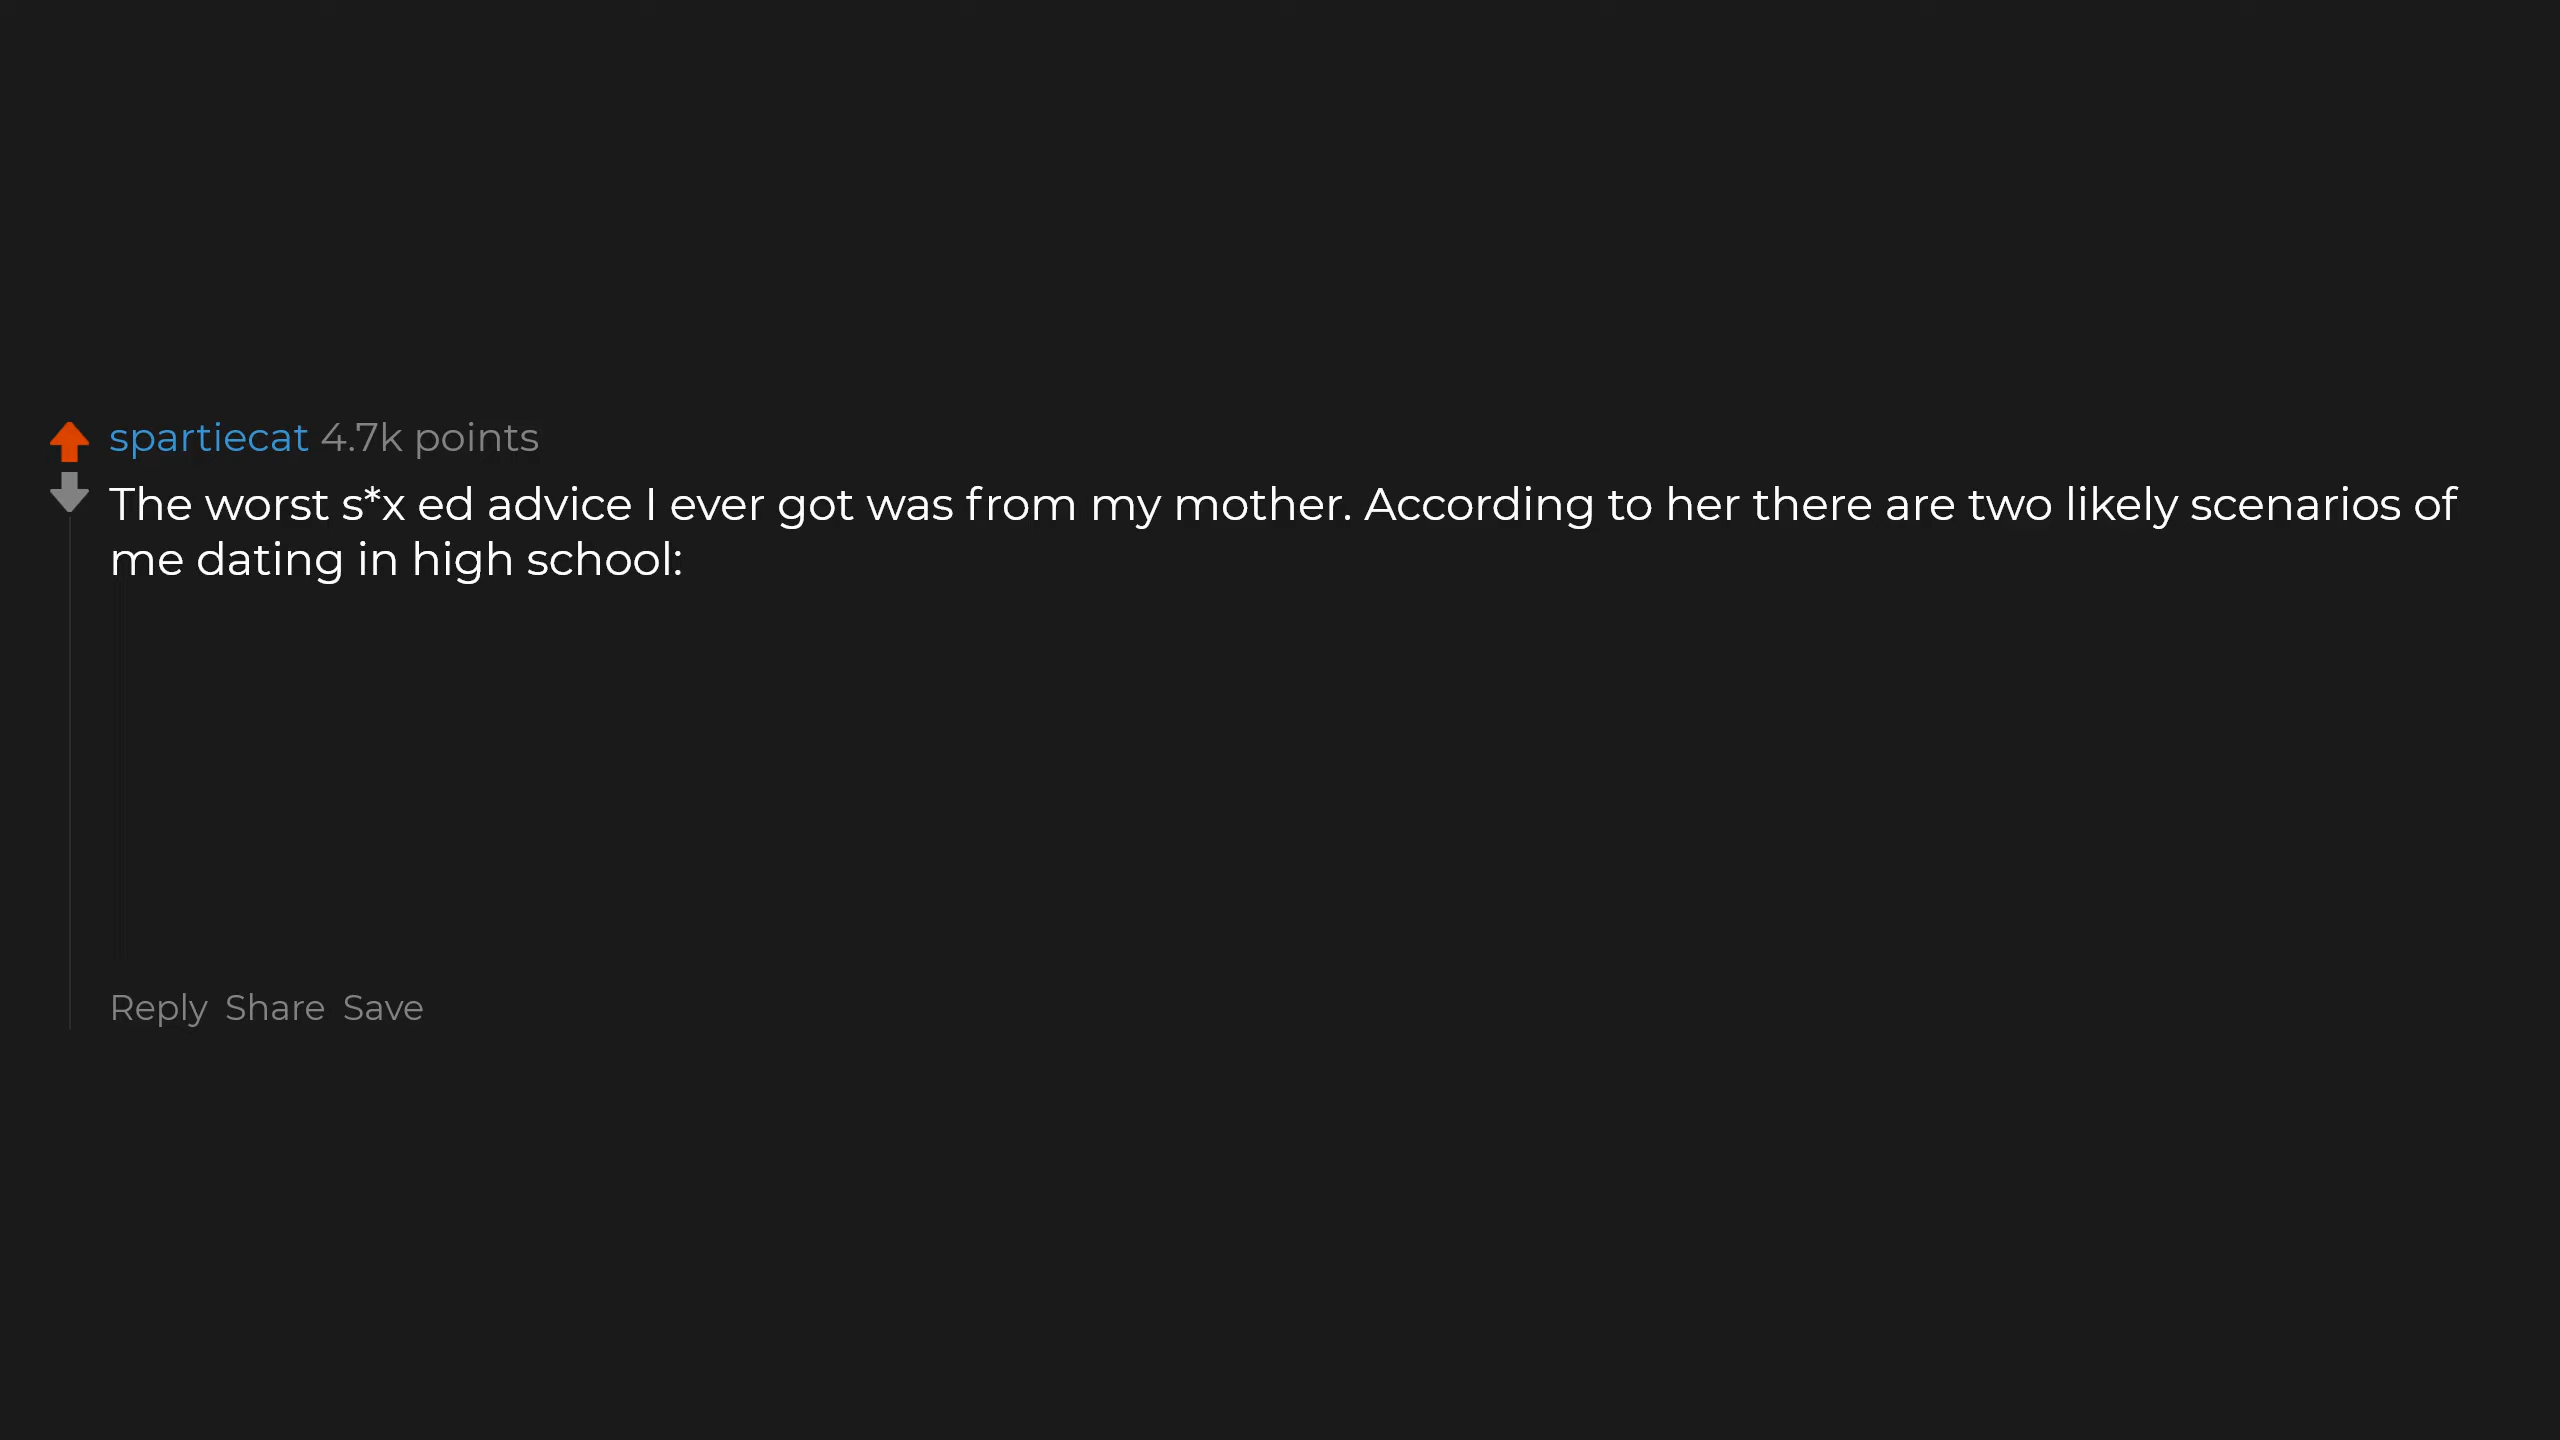 spartiecat 4.7k points
The worst s*x ed advice I ever got was from my mother. According to her there are two likely scenarios of
me dating in high school:
Reply Share Save